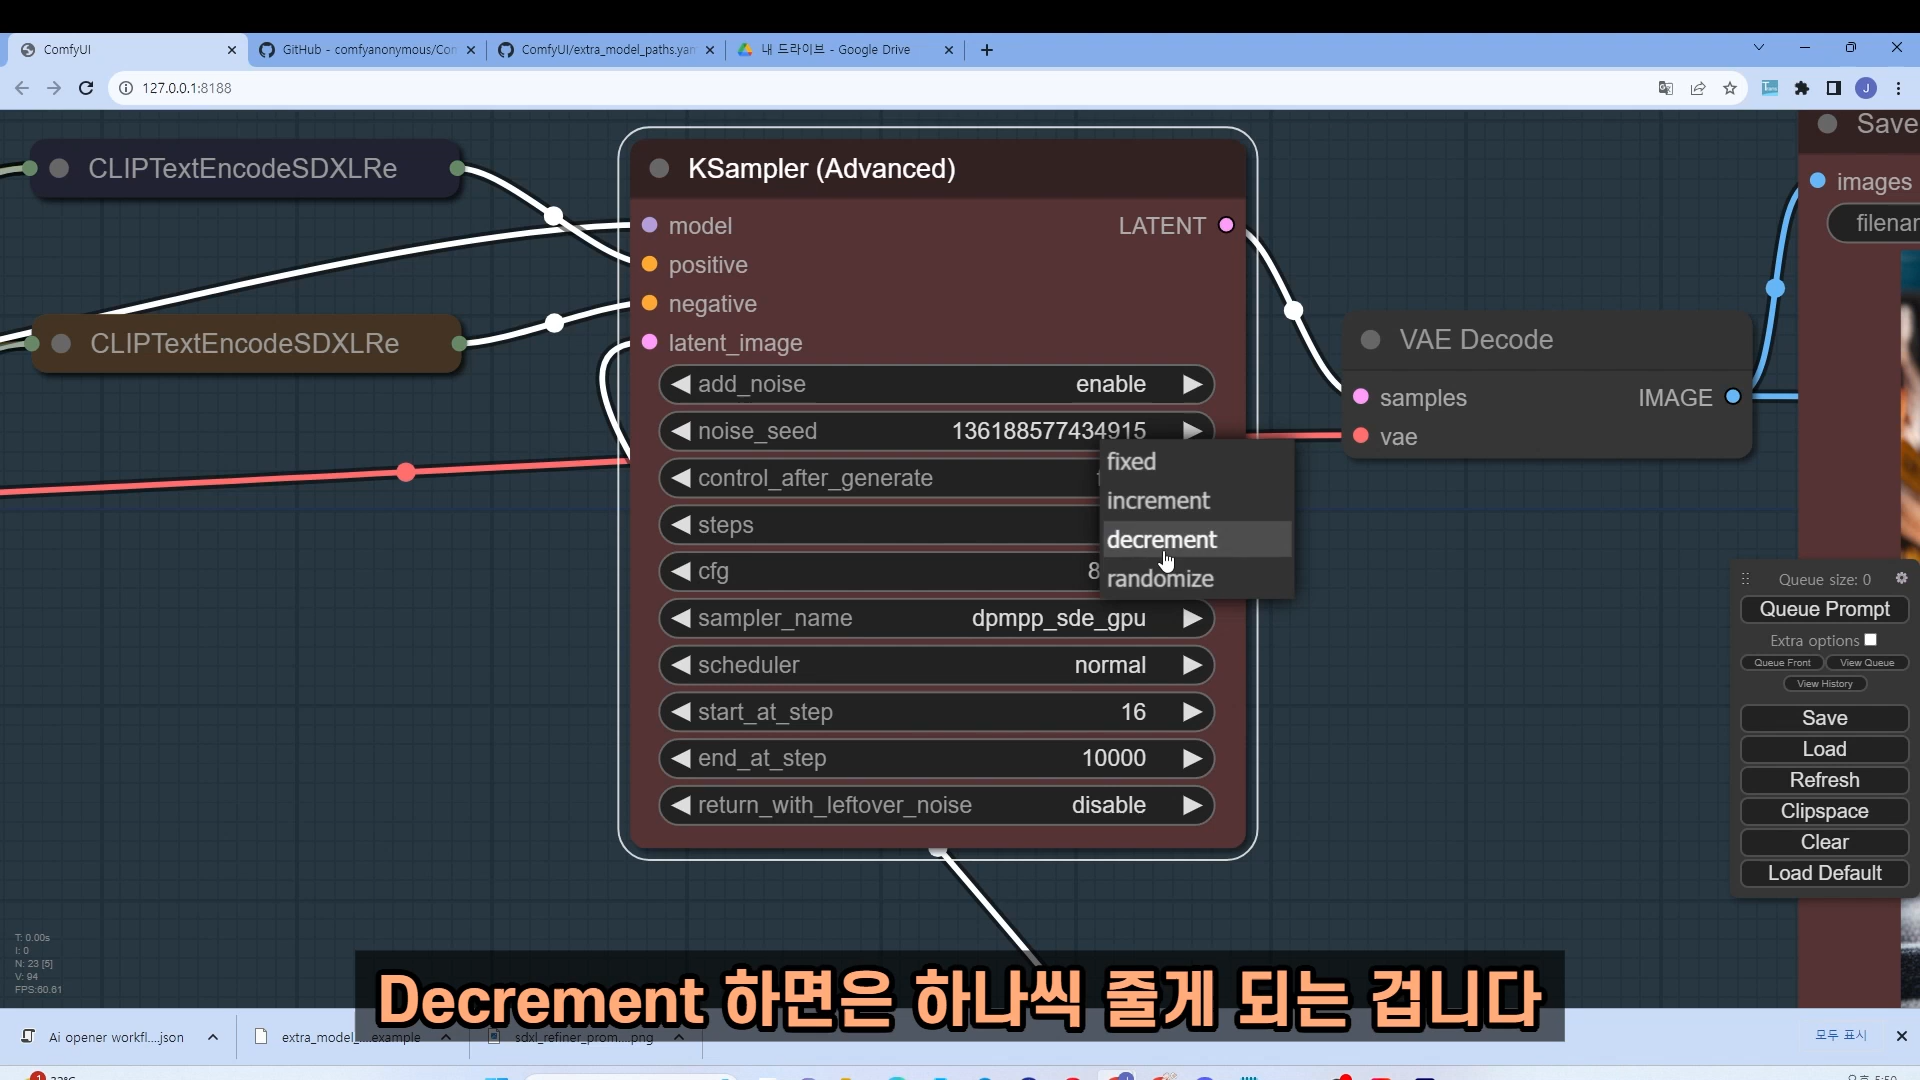 ComfyUI
GitHub - comfyanonymous/Con
ComfyUI/extra_model_paths.yam
내 드라이브 - Google Drive
127.0.0.1:8188
J
CLIPTextEncodeSDXLRe
CLIPTextEncodeSDXLRe
KSampler (Advanced)
model
LATENT
positive
negative
latent_image
add_noise enable
noise_seed 136188577434915
control_after_generate
steps
cfg 8
sampler_name dpmpp_sde_gpu
scheduler normal
start_at_step 16
end_at_step 10000
return_with_leftover_noise disable
fixed
increment
decrement
randomize
VAE Decode
samples IMAGE
vae
Save
images
filenar
Queue size: 0
Queue Prompt
Extra options
Queue Front View Queue
View History
Save
Load
Refresh
Clipspace
Clear
Load Default
T: 0.00s
I: 0
N: 23 [5]
V: 94
FPS:60.61
Decrement 하면은 하나씩 줄게 되는 겁니다
Ai opener workfl....json
extra_model_....example
sdxl_refiner_prom....png
모두 표시